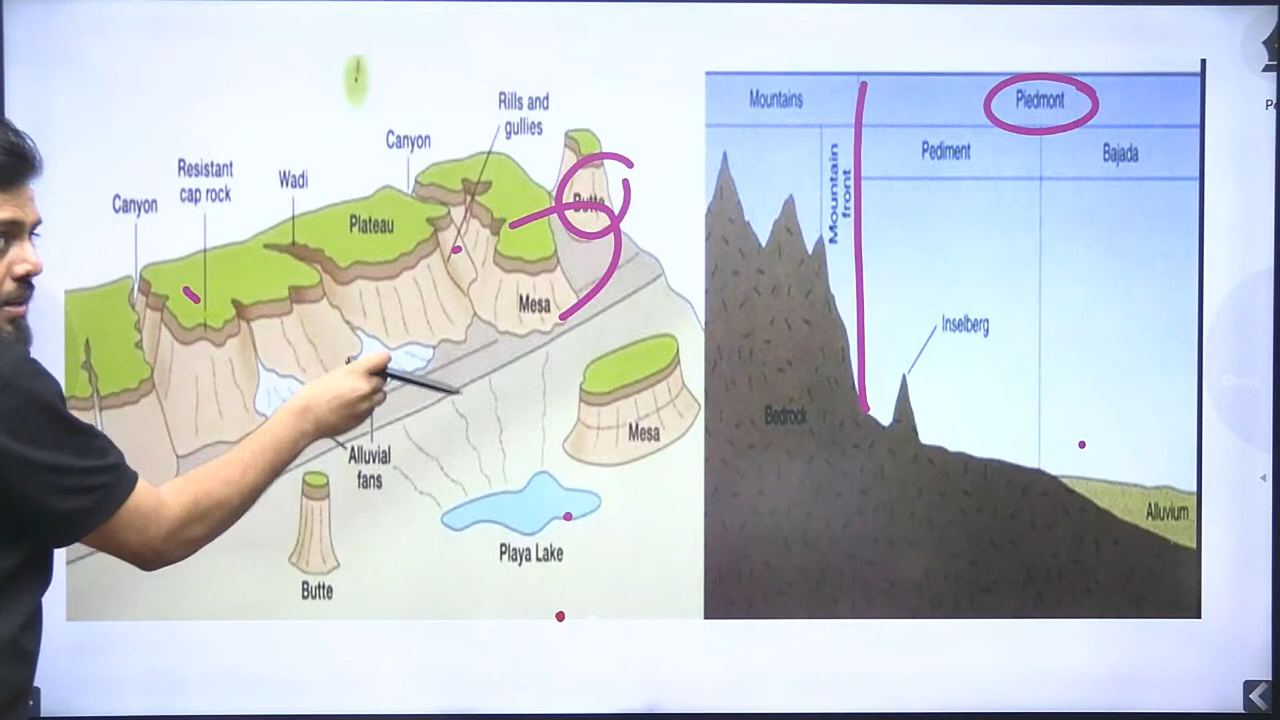 Rills and
gullies
Canyon
Resistant
cap rock
Wadi
Canyon
Plateau
Butte
Mesa
Mesa
Alluvial
fans
Playa Lake
Butte
Mountains
Piedmont
Mountain
front
Pediment
Bajada
Inselberg
Bedrock
Alluvium